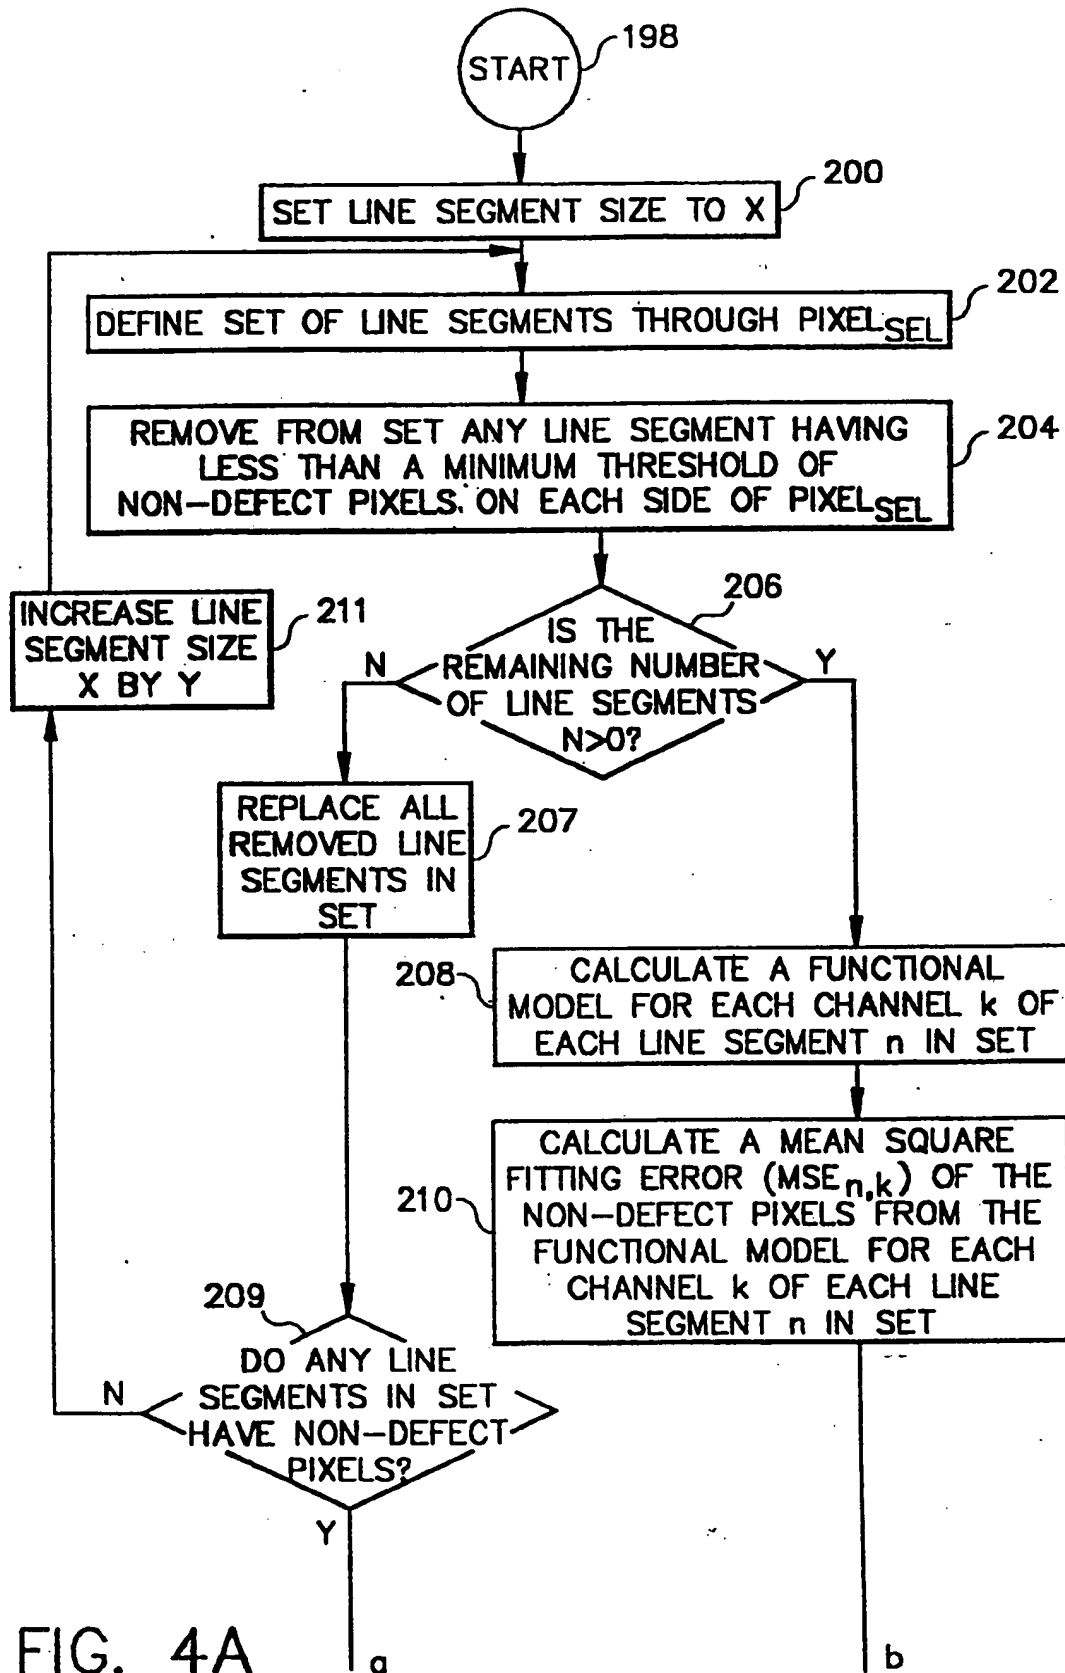 START
198
200
SET LINE SEGMENT SIZE TO X
202
DEFINE SET OF LINE SEGMENTS THROUGH PIXELSEL
204
REMOVE FROM SET ANY LINE SEGMENT HAVING
LESS THAN A MINIMUM THRESHOLD OF
NON-DEFECT PIXELS. ON EACH SIDE OF PIXELSEL
206
IS THE
REMAINING NUMBER
OF LINE SEGMENTS
N>0?
N
Y
INCREASE LINE
SEGMENT SIZE
X BY Y
211
REPLACE ALL
REMOVED LINE
SEGMENTS IN
SET
207
208
CALCULATE A FUNCTIONAL
MODEL FOR EACH CHANNEL k OF
EACH LINE SEGMENT n IN SET
210
CALCULATE A MEAN SQUARE
FITTING ERROR (MSEn,k) OF THE
NON-DEFECT PIXELS FROM THE
FUNCTIONAL MODEL FOR EACH
CHANNEL k OF EACH LINE
SEGMENT n IN SET
209
DO ANY LINE
SEGMENTS IN SET
HAVE NON-DEFECT
PIXELS?
N
Y
a
b
FIG. 4A